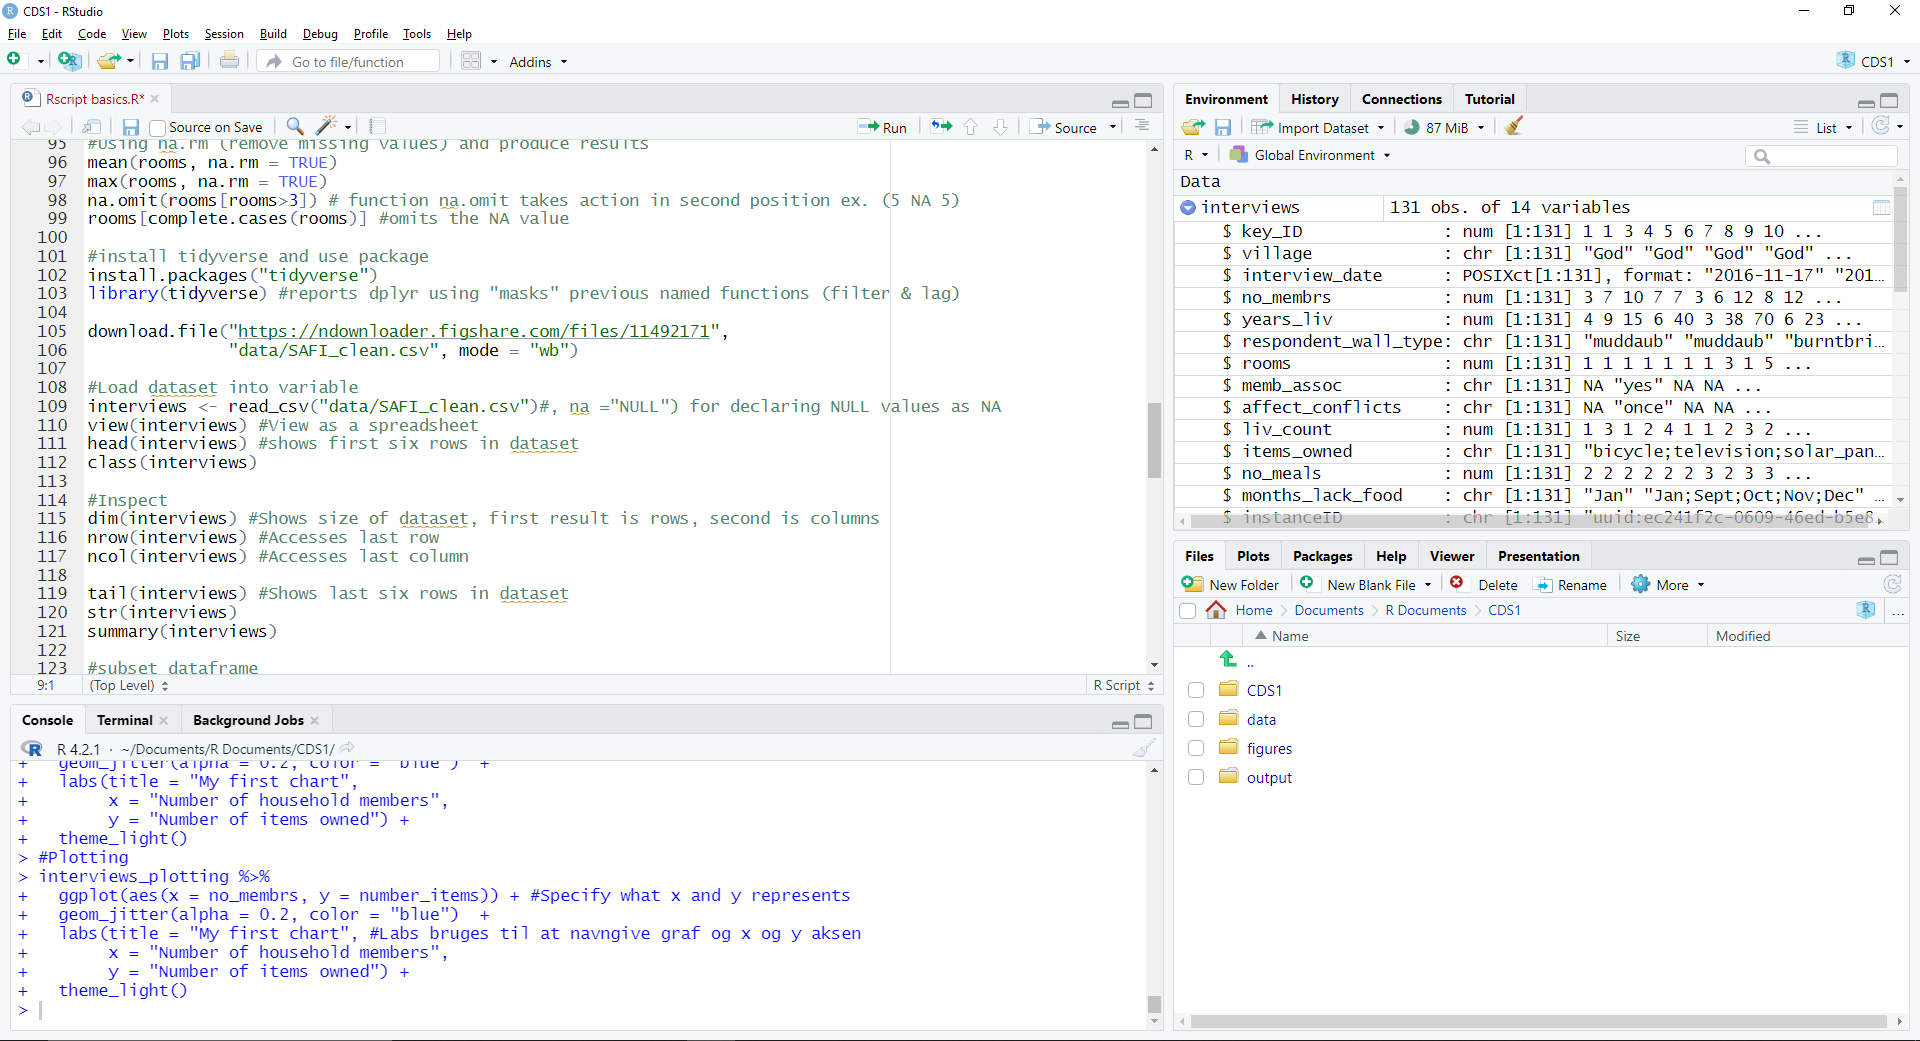 CDS1 - RStudio
File Edit Code View Plots Session Build Debug Profile Tools Help
Go to file/function Addins CDS1
Rscript basics.R*
Source on Save Run Source
95 #Using na.rm (remove missing values) and produce results
96 mean(rooms, na.rm = TRUE)
97 max(rooms, na.rm = TRUE)
98 na.omit(rooms[rooms>3]) # function na.omit takes action in second position ex. (5 NA 5)
99 rooms[complete.cases(rooms)] #omits the NA value
100
101 #install tidyverse and use package
102 install.packages("tidyverse")
103 library(tidyverse) #reports dplyr using "masks" previous named functions (filter & lag)
104
105 download.file("https://ndownloader.figshare.com/files/11492171",
106 "data/SAFI_clean.csv", mode = "wb")
107
108 #Load dataset into variable
109 interviews <- read_csv("data/SAFI_clean.csv")#, na ="NULL") for declaring NULL values as NA
110 view(interviews) #View as a spreadsheet
111 head(interviews) #shows first six rows in dataset
112 class(interviews)
113
114 #Inspect
115 dim(interviews) #Shows size of dataset, first result is rows, second is columns
116 nrow(interviews) #Accesses last row
117 ncol(interviews) #Accesses last column
118
119 tail(interviews) #Shows last six rows in dataset
120 str(interviews)
121 summary(interviews)
122
123 #subset dataframe
9:1 (Top Level) R Script
Console Terminal Background Jobs
R 4.2.1 · ~/Documents/R Documents/CDS1/
+ geom_jitter(alpha = 0.2, color = "blue") +
+ labs(title = "My first chart",
+ x = "Number of household members",
+ y = "Number of items owned") +
+ theme_light()
> #Plotting
> interviews_plotting %>%
+ ggplot(aes(x = no_membrs, y = number_items)) + #Specify what x and y represents
+ geom_jitter(alpha = 0.2, color = "blue") +
+ labs(title = "My first chart", #Labs bruges til at navngive graf og x og y aksen
+ x = "Number of household members",
+ y = "Number of items owned") +
+ theme_light()
>
Environment History Connections Tutorial
Import Dataset 87 MiB List
R Global Environment
Data
interviews 131 obs. of 14 variables
$ key_ID : num [1:131] 1 1 3 4 5 6 7 8 9 10 ...
$ village : chr [1:131] "God" "God" "God" "God" ...
$ interview_date : POSIXct[1:131], format: "2016-11-17" "201...
$ no_membrs : num [1:131] 3 7 10 7 7 3 6 12 8 12 ...
$ years_liv : num [1:131] 4 9 15 6 40 3 38 70 6 23 ...
$ respondent_wall_type: chr [1:131] "muddaub" "muddaub" "burntbri...
$ rooms : num [1:131] 1 1 1 1 1 1 1 3 1 5 ...
$ memb_assoc : chr [1:131] NA "yes" NA NA ...
$ affect_conflicts : chr [1:131] NA "once" NA NA ...
$ liv_count : num [1:131] 1 3 1 2 4 1 1 2 3 2 ...
$ items_owned : chr [1:131] "bicycle;television;solar_pan...
$ no_meals : num [1:131] 2 2 2 2 2 2 3 2 3 3 ...
$ months_lack_food : chr [1:131] "Jan" "Jan;Sept;Oct;Nov;Dec" ...
$ instanceID : chr [1:131] "uuid:ec241f2c-0609-46ed-b5e8
Files Plots Packages Help Viewer Presentation
New Folder New Blank File Delete Rename More
Home Documents R Documents CDS1 ...
Name Size Modified
..
CDS1
data
figures
output